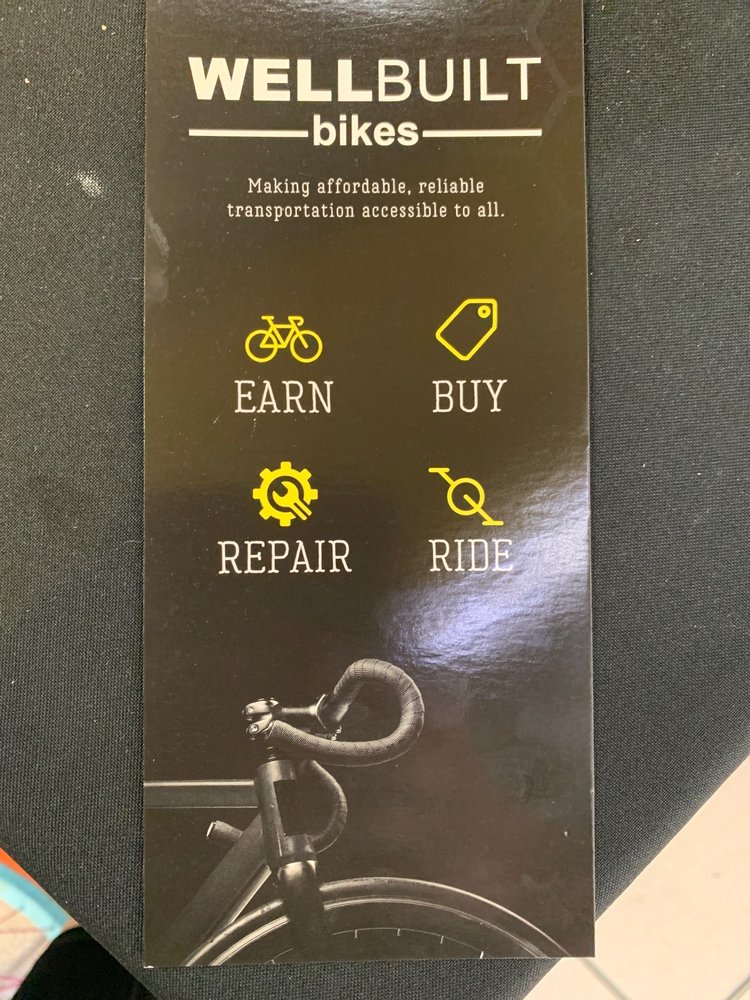 WELLBUILT
bikes
Making affordable, reliable
transportation accessible to all.
EARN
BUY
REPAIR
RIDE